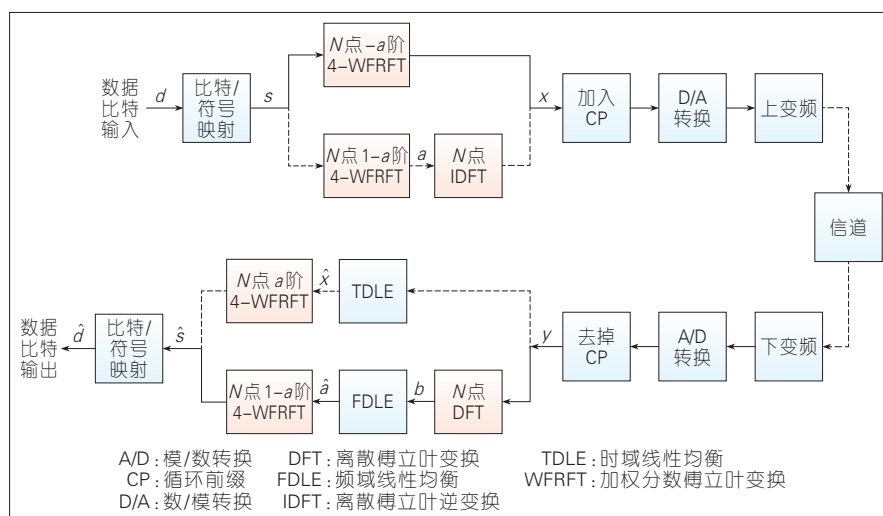 N点-a阶
4-WFRFT
数据
比特
输入
d
比特/
符号
映射
s
x
加入
CP
D/A
转换
上变频
N点1-a阶
4-WFRFT
a
N点
IDFT
信道
N点a阶
4-WFRFT
x̂
TDLE
数据
比特
输出
d̂
比特/
符号
映射
ŝ
y
去掉
CP
A/D
转换
下变频
N点1-a阶
4-WFRFT
â
FDLE
b
N点
DFT
A/D:模/数转换 DFT:离散傅立叶变换 TDLE:时域线性均衡
CP:循环前缀 FDLE:频域线性均衡 WFRFT:加权分数傅立叶变换
D/A:数/模转换 IDFT:离散傅立叶逆变换